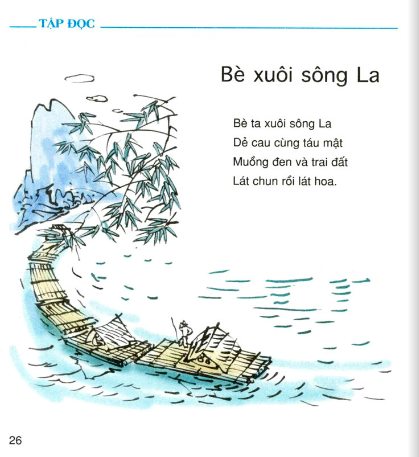 TẬP ĐỌC
Bè xuôi sông La
Bè ta xuôi sông La
Dẻ cau cùng táu mật
Muồng đen và trai đất
Lát chun rồi lát hoa.
26